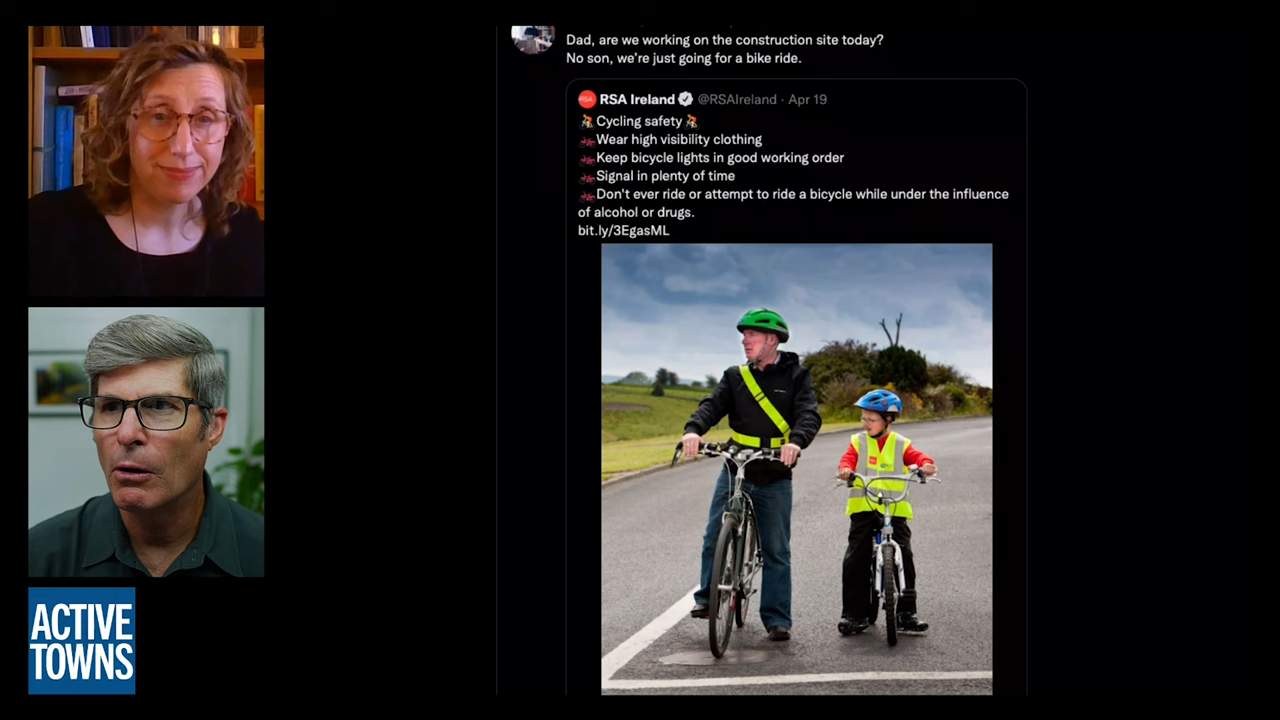 Dad, are we working on the construction site today?
No son, we're just going for a bike ride.
RSA RSA Ireland @RSAIreland · Apr 19
Cycling safety
Wear high visibility clothing
Keep bicycle lights in good working order
Signal in plenty of time
Don't ever ride or attempt to ride a bicycle while under the influence
of alcohol or drugs.
bit.ly/3EgasML
ACTIVE
TOWNS